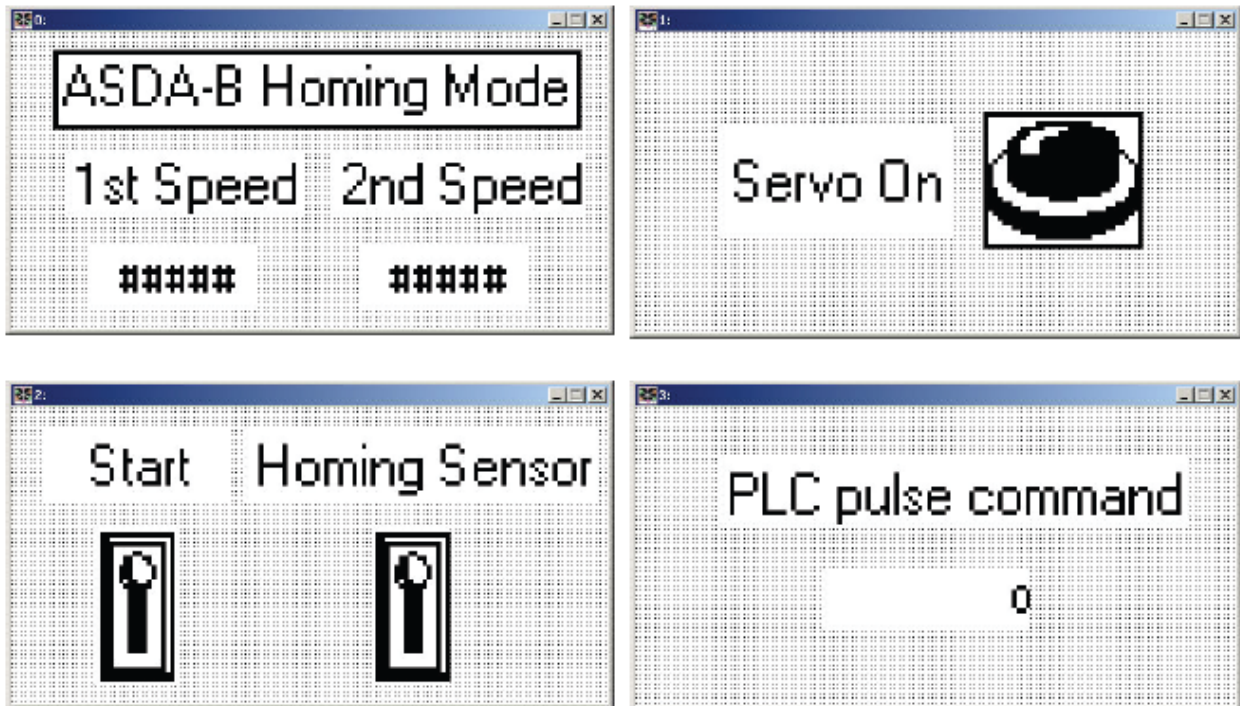 0:
ASDA-B Homing Mode
1st Speed 2nd Speed
##### #####
1:
Servo On
2:
Start Homing Sensor
3:
PLC pulse command
0